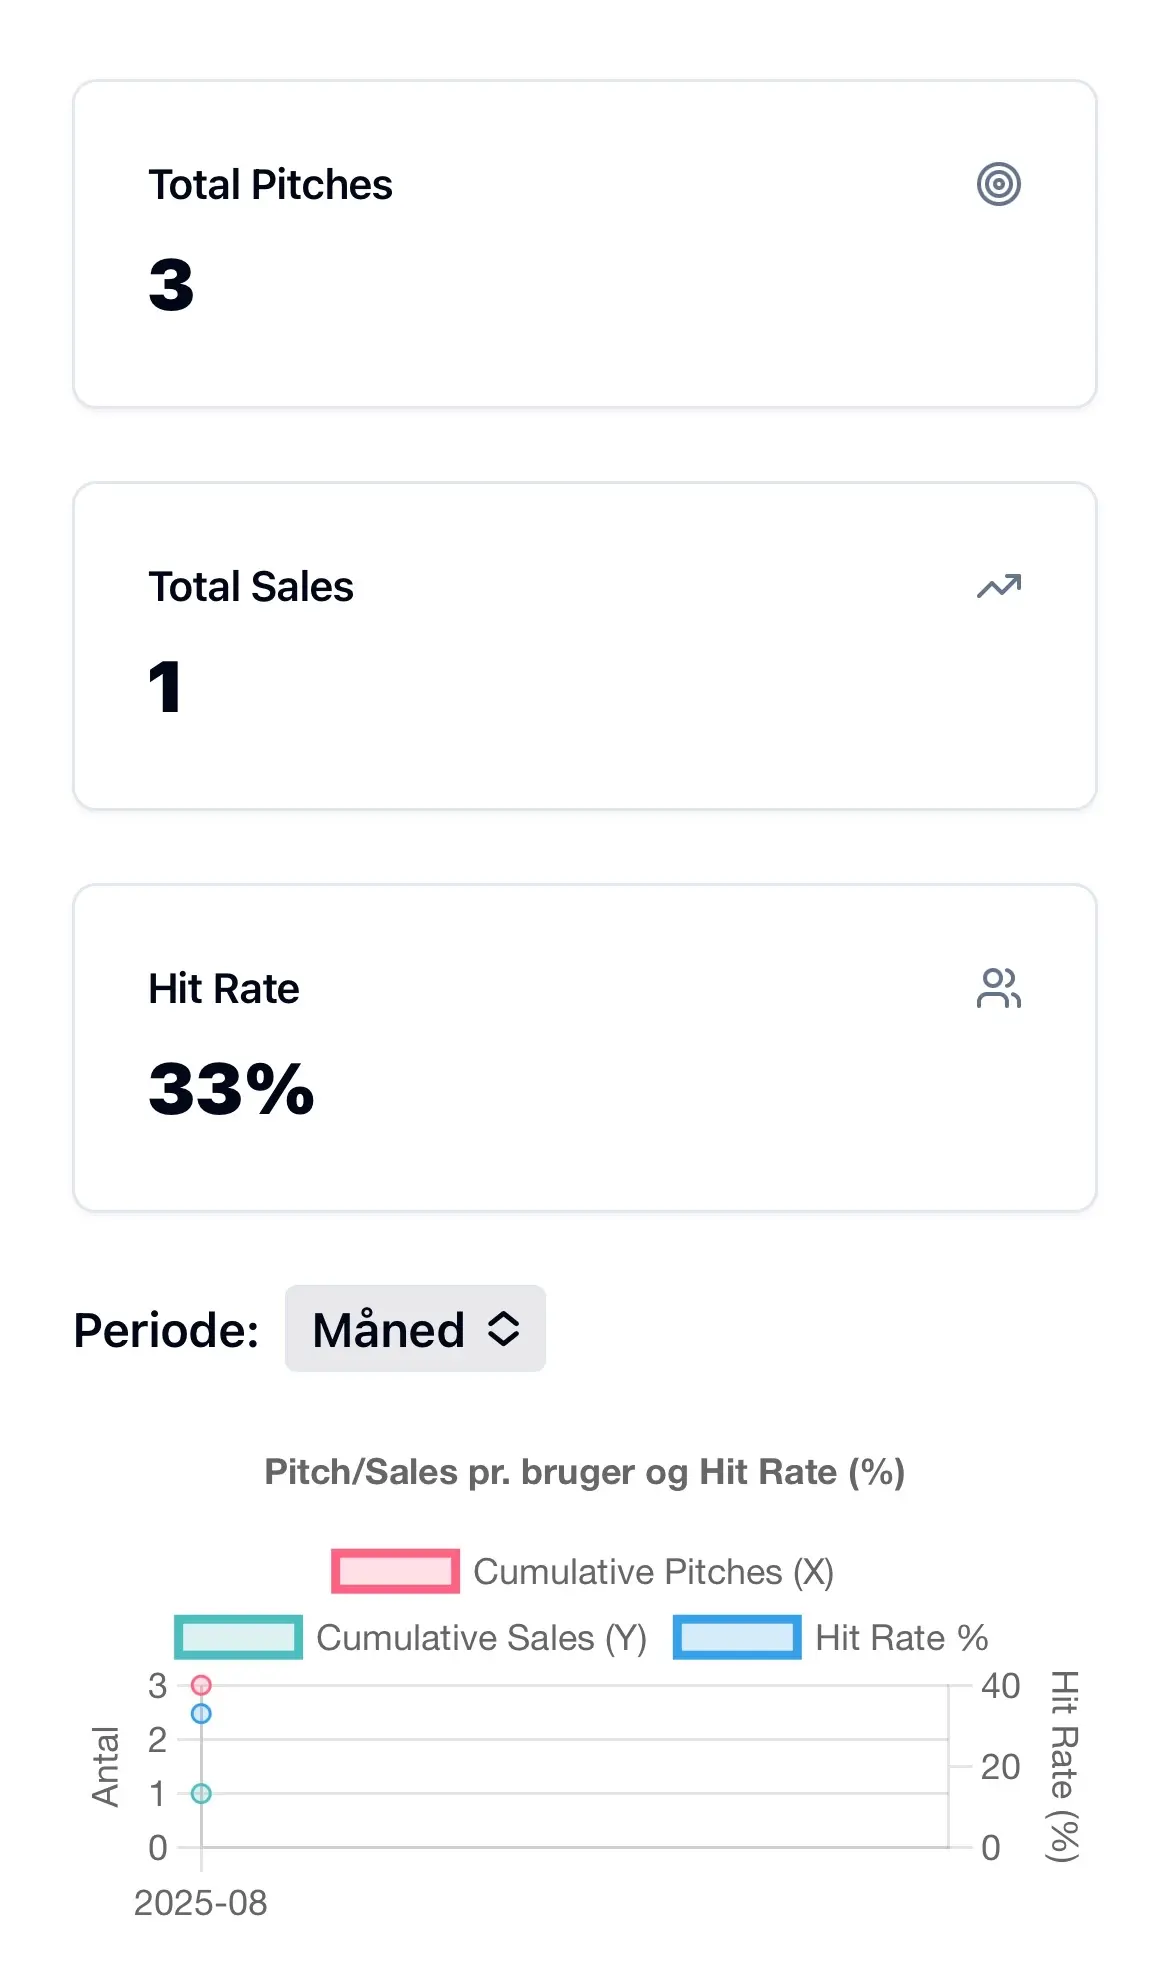 Total Pitches
3
Total Sales
1
Hit Rate
33%
Periode: Måned
Pitch/Sales pr. bruger og Hit Rate (%)
Cumulative Pitches (X)
Cumulative Sales (Y) Hit Rate %
Antal
3
2
1
0
40
20
0
Hit Rate (%)
2025-08